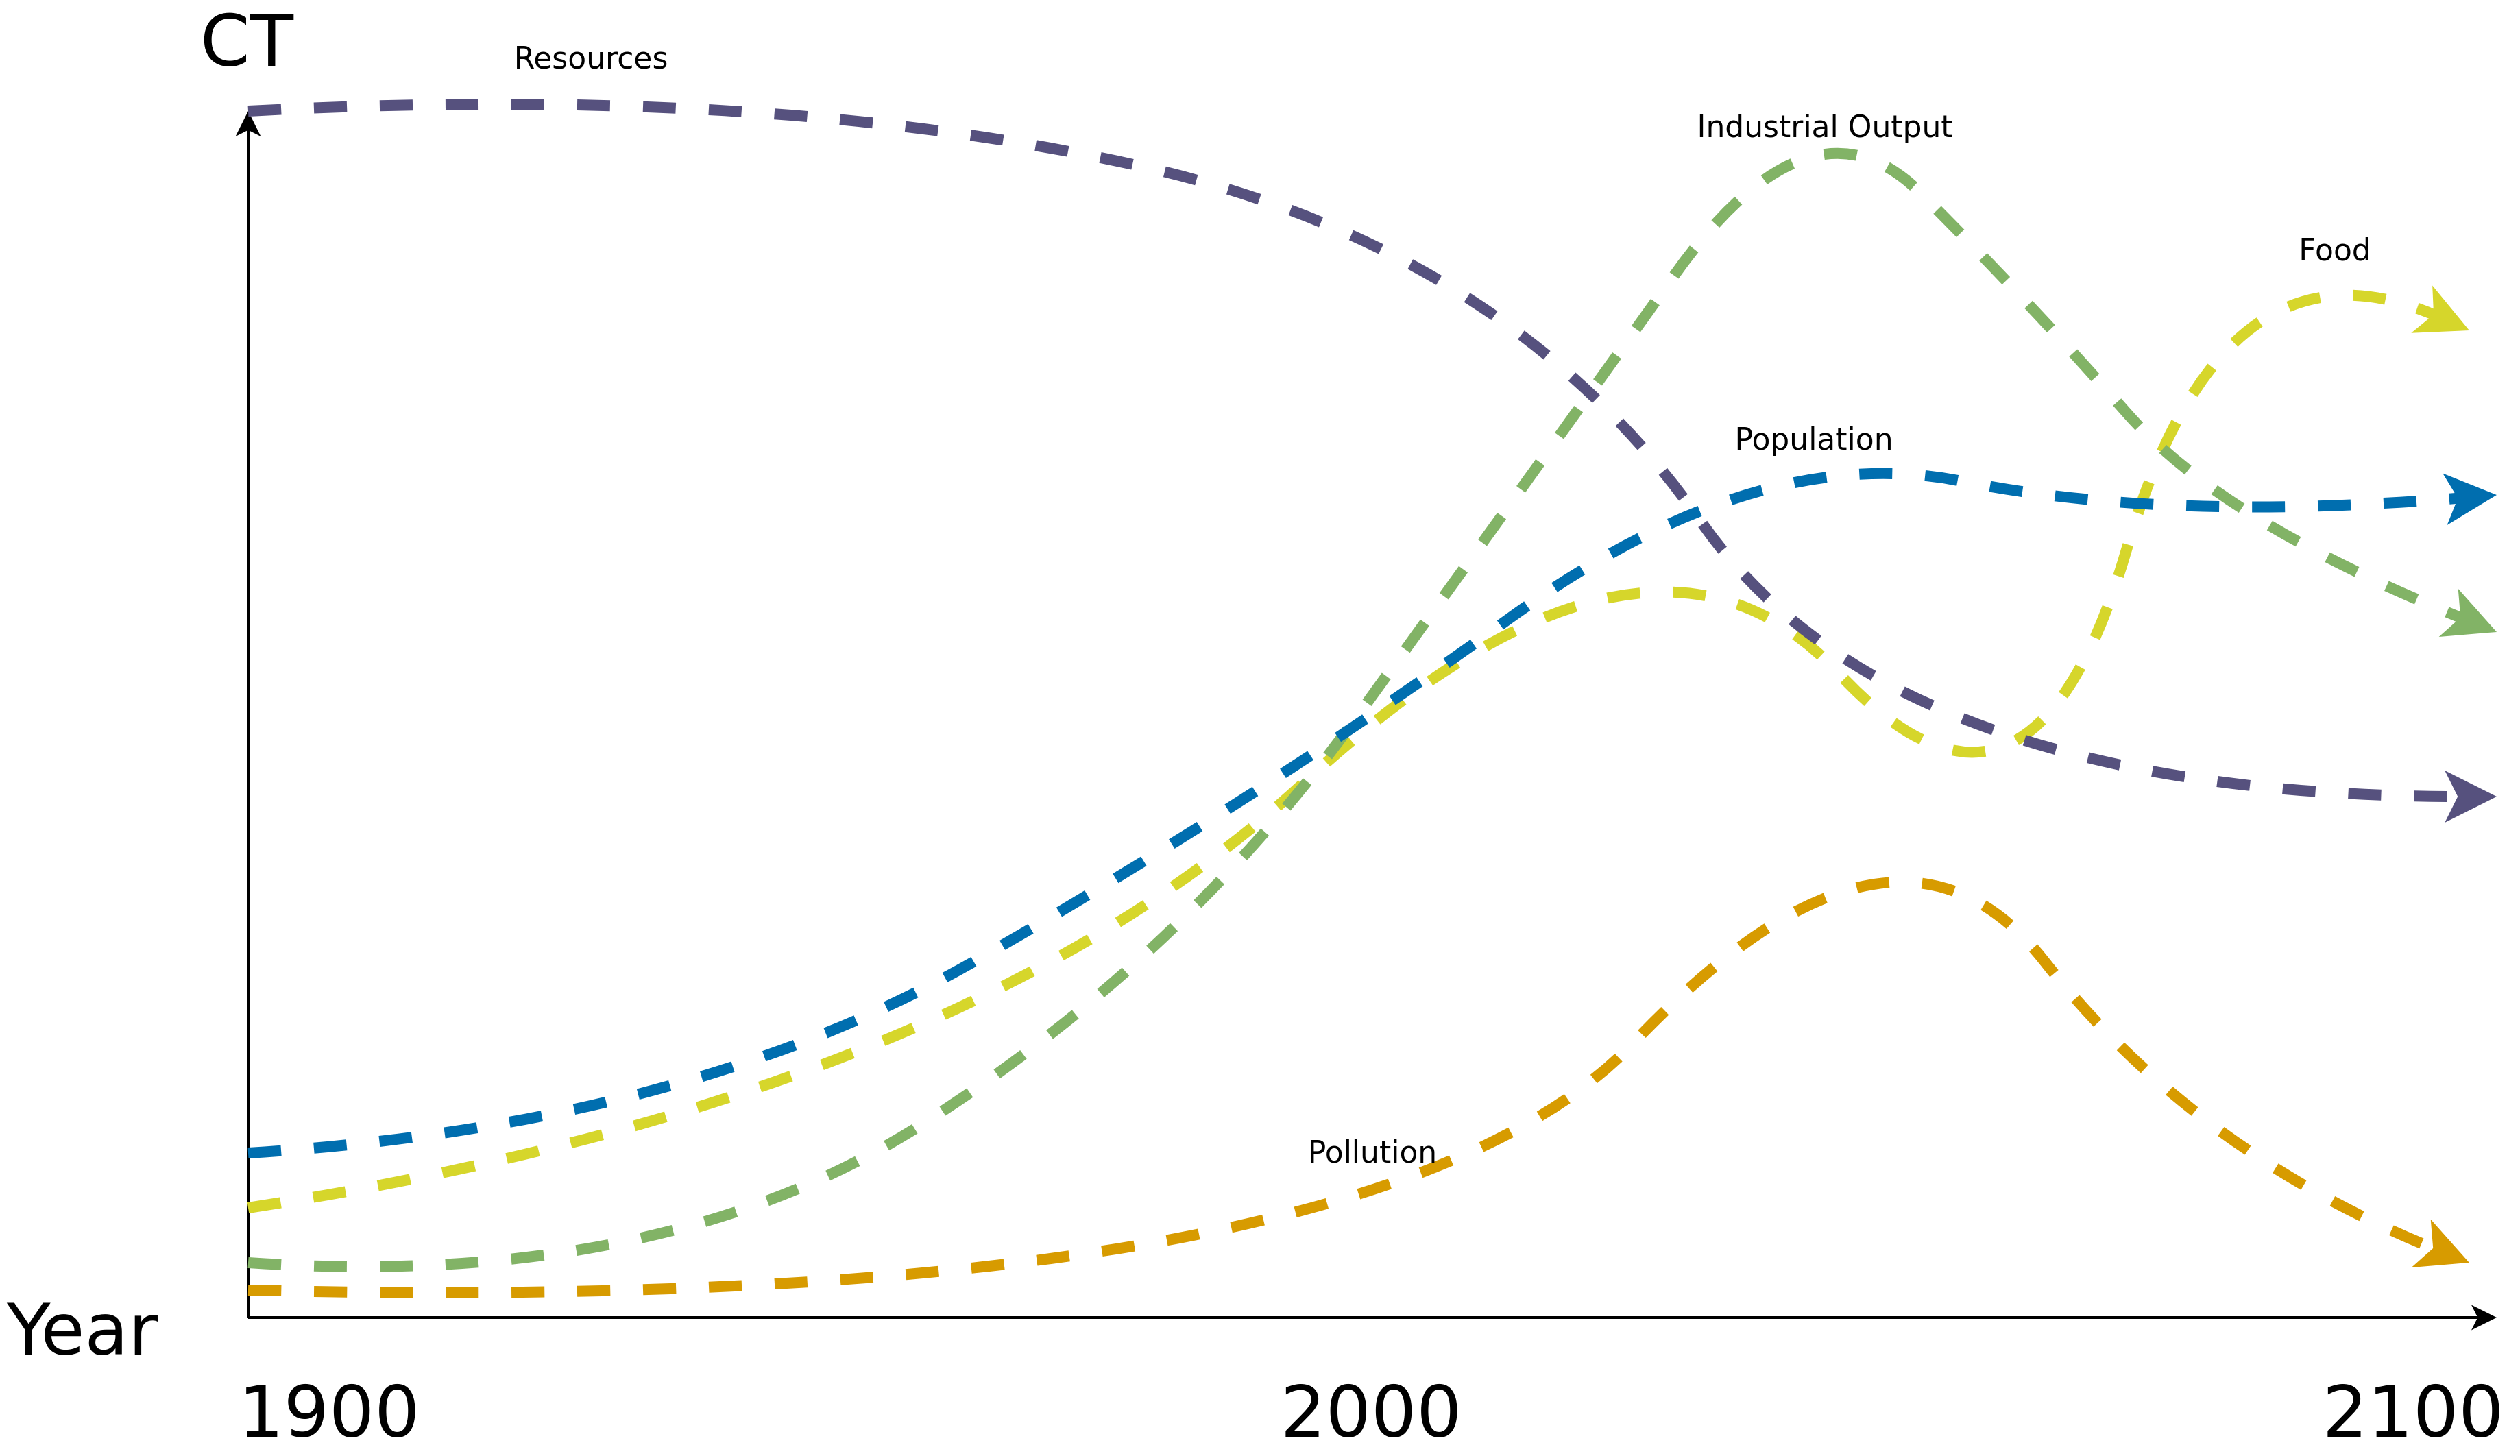 CT
Resources
Industrial Output
Food
Population
Pollution
Year
1900
2000
2100